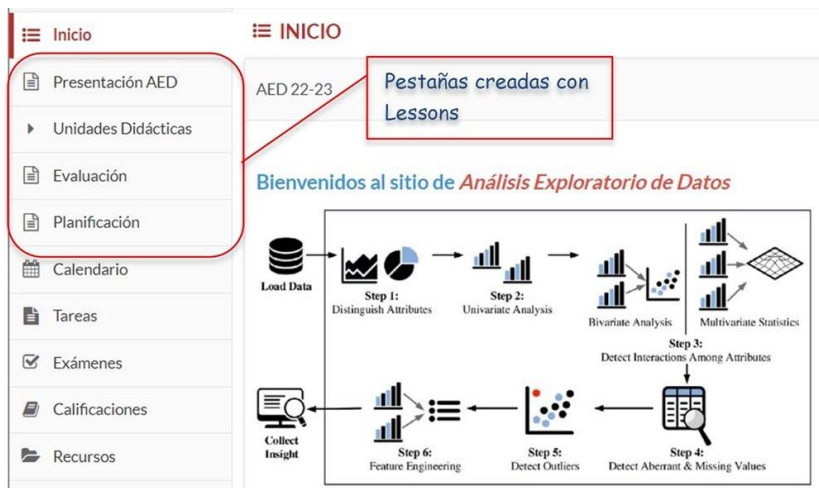 Inicio
Presentación AED
Unidades Didácticas
Evaluación
Planificación
Calendario
Tareas
Exámenes
Calificaciones
Recursos
INICIO
AED 22-23
Pestañas creadas con
Lessons
Bienvenidos al sitio de Análisis Exploratorio de Datos
Load Data
Step 1:
Distinguish Attributes
Step 2:
Univariate Analysis
Bivariate Analysis
Multivariate Statistics
Step 3:
Detect Interactions Among Attributes
Step 4:
Detect Aberrant & Missing Values
Step 5:
Detect Outliers
Step 6:
Feature Engineering
Collect
Insight